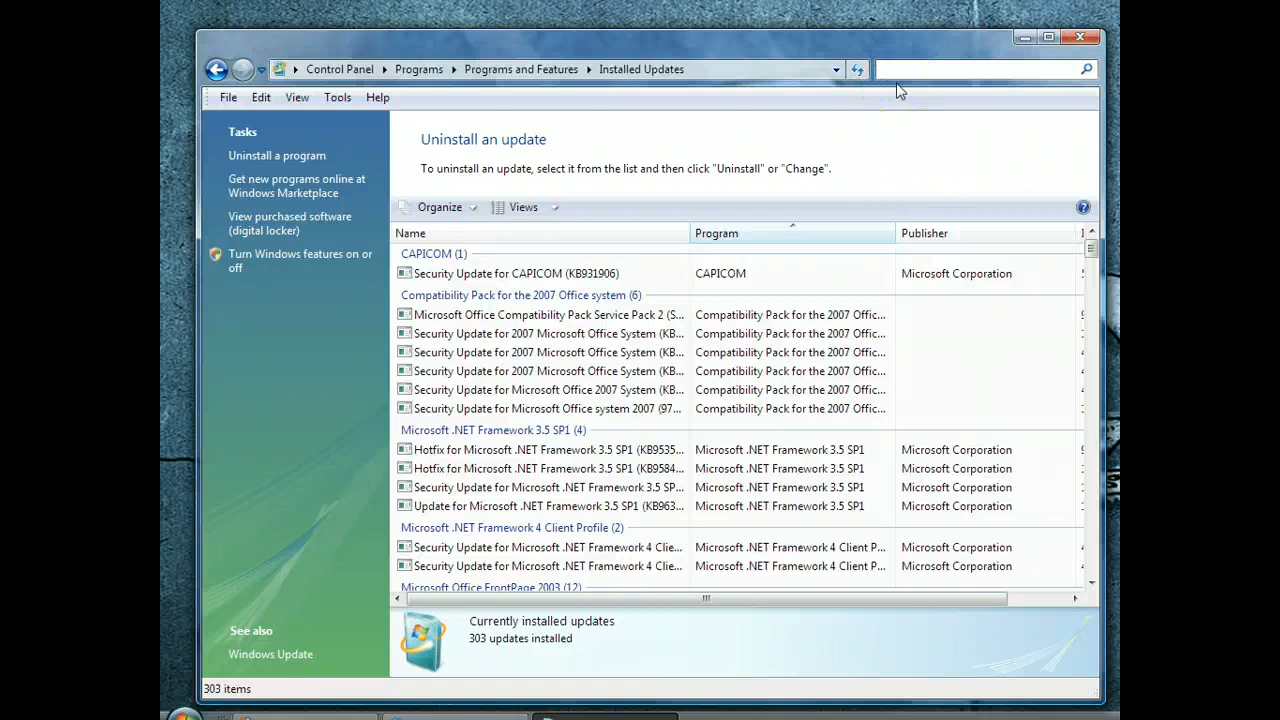 Control Panel Programs Programs and Features Installed Updates
File Edit View Tools Help
Tasks
Uninstall a program
Get new programs online at
Windows Marketplace
View purchased software
(digital locker)
Turn Windows features on or
off
See also
Windows Update
Uninstall an update
To uninstall an update, select it from the list and then click "Uninstall" or "Change".
Organize Views
Name Program Publisher
CAPICOM (1)
Security Update for CAPICOM (KB931906) CAPICOM Microsoft Corporation
Compatibility Pack for the 2007 Office system (6)
Microsoft Office Compatibility Pack Service Pack 2 (S... Compatibility Pack for the 2007 Offic...
Security Update for 2007 Microsoft Office System (KB... Compatibility Pack for the 2007 Offic...
Security Update for 2007 Microsoft Office System (KB... Compatibility Pack for the 2007 Offic...
Security Update for 2007 Microsoft Office System (KB... Compatibility Pack for the 2007 Offic...
Security Update for Microsoft Office 2007 System (KB... Compatibility Pack for the 2007 Offic...
Security Update for Microsoft Office system 2007 (97... Compatibility Pack for the 2007 Offic...
Microsoft .NET Framework 3.5 SP1 (4)
Hotfix for Microsoft .NET Framework 3.5 SP1 (KB9535... Microsoft .NET Framework 3.5 SP1 Microsoft Corporation
Hotfix for Microsoft .NET Framework 3.5 SP1 (KB9584... Microsoft .NET Framework 3.5 SP1 Microsoft Corporation
Security Update for Microsoft .NET Framework 3.5 SP... Microsoft .NET Framework 3.5 SP1 Microsoft Corporation
Update for Microsoft .NET Framework 3.5 SP1 (KB963... Microsoft .NET Framework 3.5 SP1 Microsoft Corporation
Microsoft .NET Framework 4 Client Profile (2)
Security Update for Microsoft .NET Framework 4 Clie... Microsoft .NET Framework 4 Client P... Microsoft Corporation
Security Update for Microsoft .NET Framework 4 Clie... Microsoft .NET Framework 4 Client P... Microsoft Corporation
Microsoft Office FrontPage 2003 (12)
Currently installed updates
303 updates installed
303 items